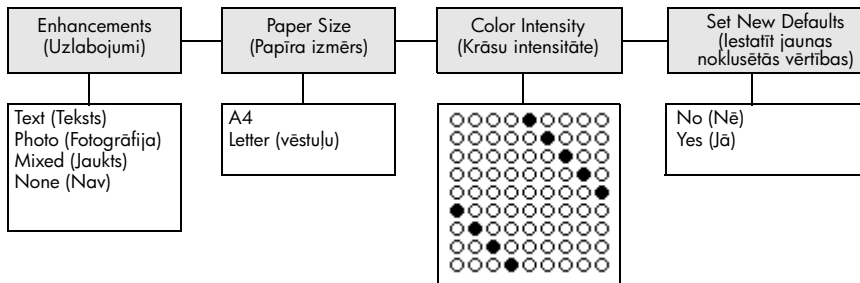 Enhancements
(Uzlabojumi)
Paper Size
(Papīra izmērs)
Color Intensity
(Krāsu intensitāte)
Set New Defaults
(Iestatīt jaunas
noklusētās vērtības)
Text (Teksts)
Photo (Fotogrāfija)
Mixed (Jaukts)
None (Nav)
A4
Letter (vēstuļu)
No (Nē)
Yes (Jā)